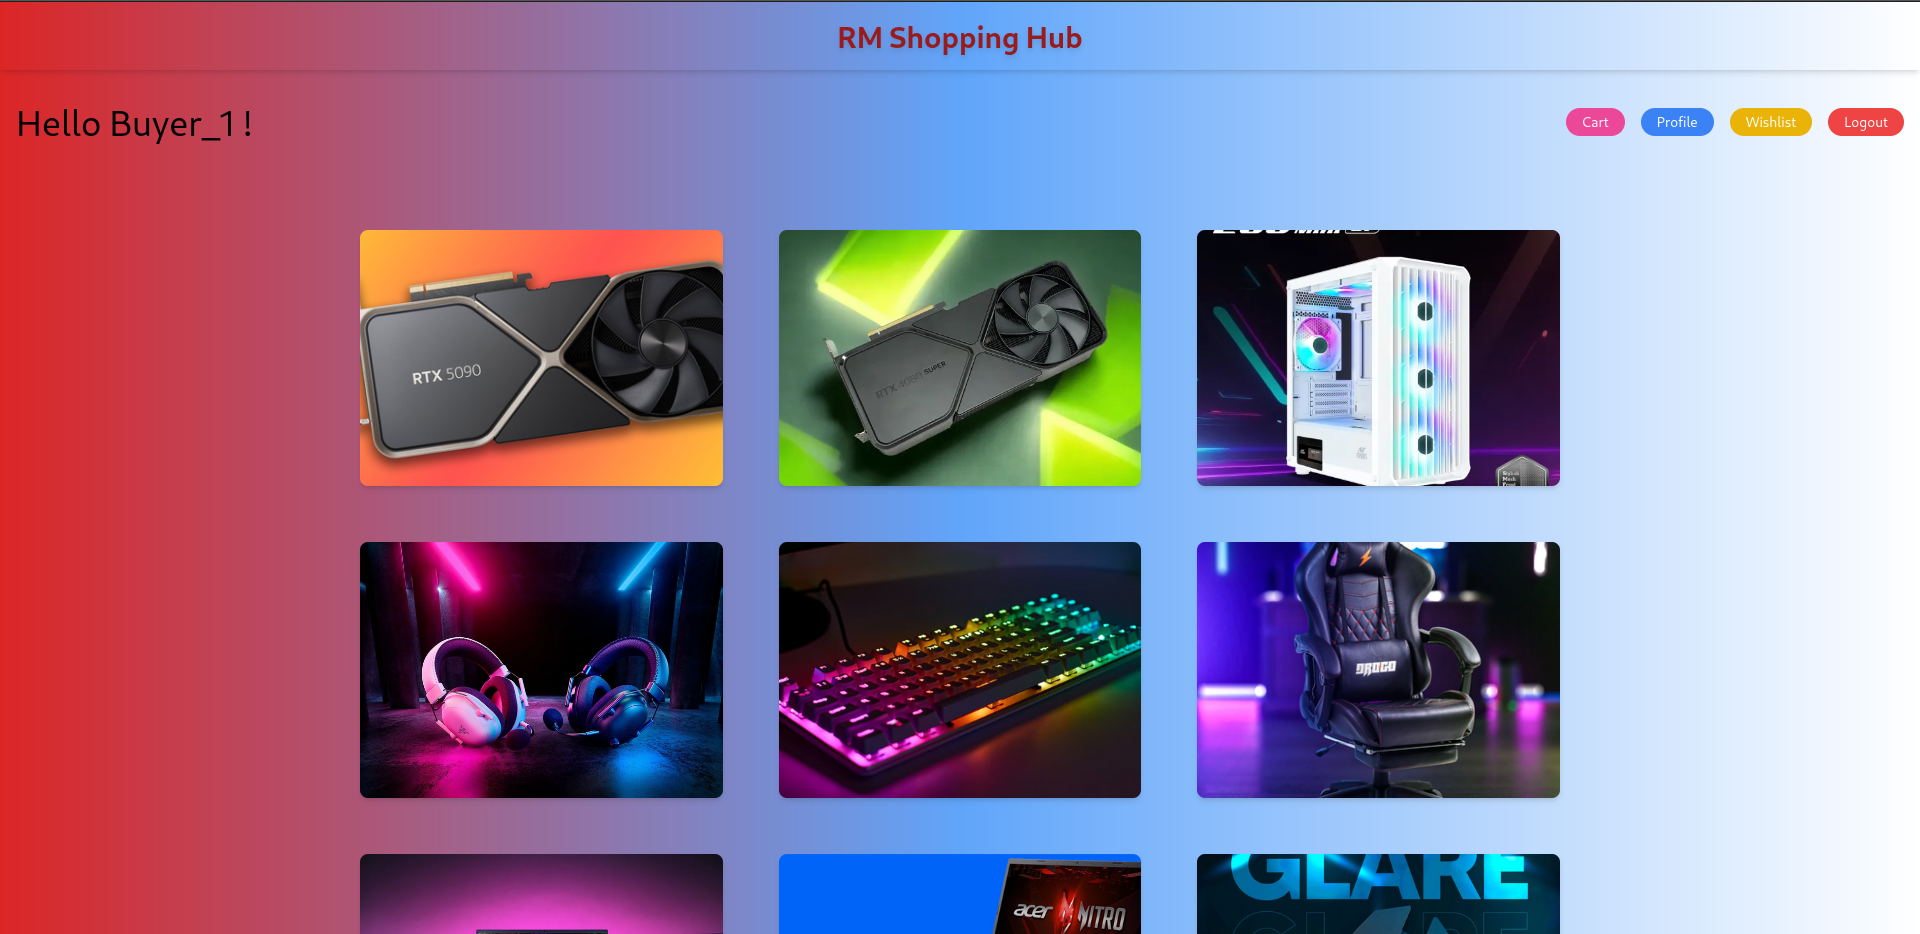 RM Shopping Hub
Hello Buyer_1 !
Cart Profile Wishlist Logout
RTX 5090
RTX 4080 SUPER
DROGO
acer NITRO
GLARE